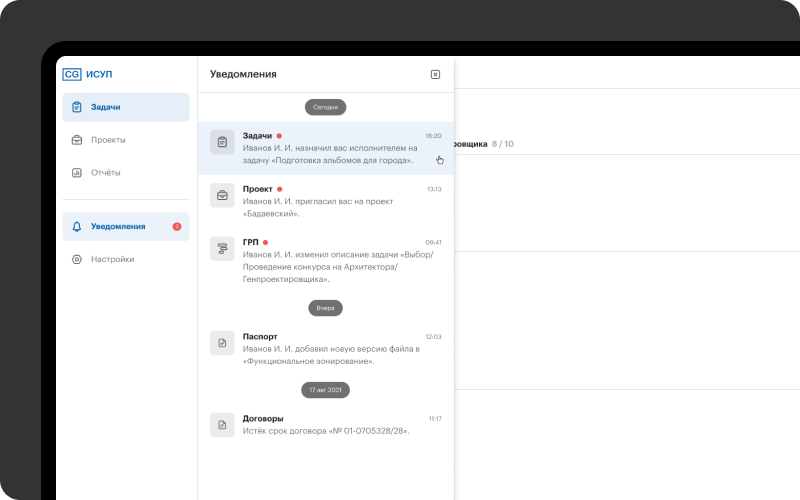 CG ИСУП
Задачи
Проекты
Отчёты
Уведомления 3
Настройки
Уведомления
Сегодня
Задачи 16:20
Иванов И. И. назначил вас исполнителем на
задачу «Подготовка альбомов для города».
Проект 13:13
Иванов И. И. пригласил вас на проект
«Бадаевский».
ГРП 09:41
Иванов И. И. изменил описание задачи «Выбор/
Проведение конкурса на Архитектора/
Генпроектировщика».
Вчера
Паспорт 12:03
Иванов И. И. добавил новую версию файла в
«Функциональное зонирование».
17 авг 2021
Договоры 11:17
Истёк срок договора «№ 01-0705328/28».
ровщика 8 / 10